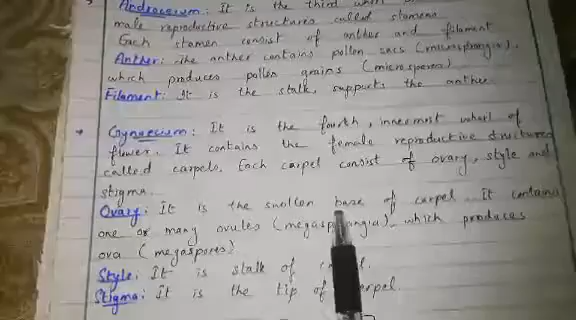 Androecium: It is the third
male reproductive structures called stamens
Each stamen consist of anther and filament
Anther: The anther contains pollen sacs (microsporangia),
which produces pollen grains (microspores)
Filament: It is the stalk, supports the anther.
Gynoecium: It is the fourth, innermost whorl of
flower. It contains the female reproductive structures
called carpels. Each carpel consist of ovary, style and
stigma.
Ovary: It is the swollen base of carpel. It contains
one or many ovules (megasporangia), which produces
ova (megaspores).
Style: It is stalk of
Stigma: It is the tip of carpel.